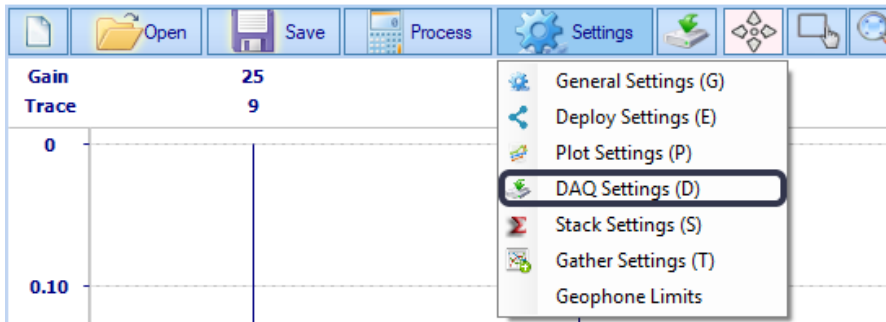 Open Save Process Settings
Gain 25
Trace 9
0
0.10
General Settings (G)
Deploy Settings (E)
Plot Settings (P)
DAQ Settings (D)
Stack Settings (S)
Gather Settings (T)
Geophone Limits